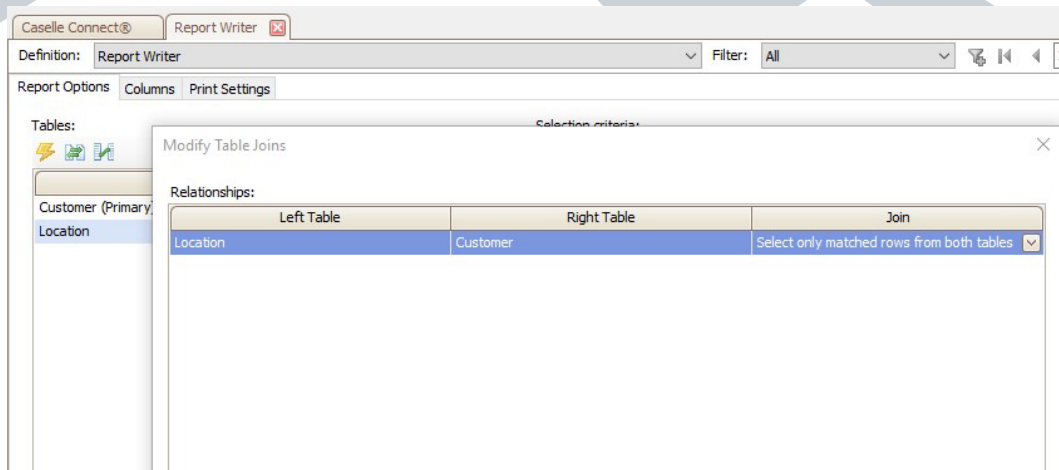 Caselle Connect® Report Writer
Definition: Report Writer Filter: All
Report Options Columns Print Settings
Tables: Selection criteria:
Modify Table Joins
Relationships:
Customer (Primary)
Left Table Right Table Join
Location
Location Customer Select only matched rows from both tables